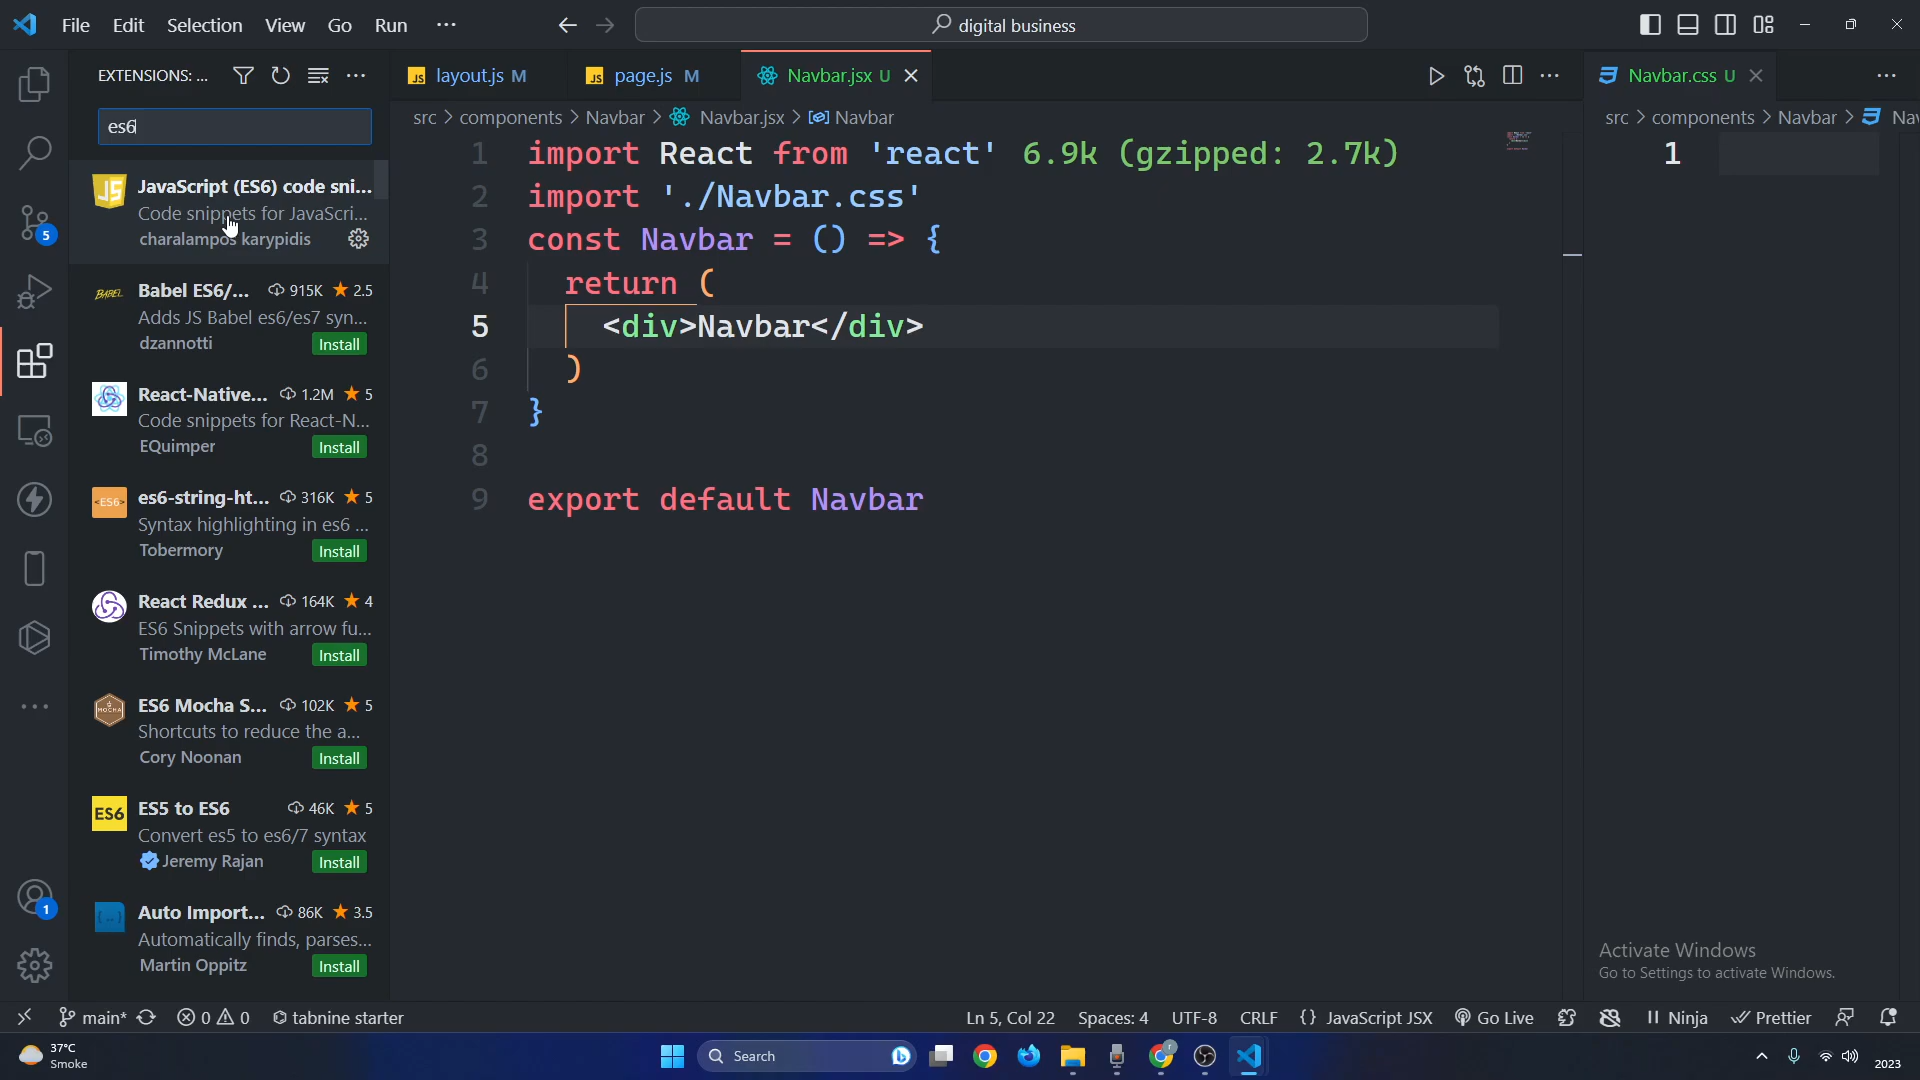 File Edit Selection View Go Run ···
digital business
EXTENSIONS: ...
es6
JavaScript (ES6) code sni...
Code snippets for JavaScri...
charalampos karypidis
Babel ES6/... 915K 2.5
Adds JS Babel es6/es7 syn...
dzannotti Install
React-Native... 1.2M 5
Code snippets for React-N...
EQuimper Install
es6-string-ht... 316K 5
Syntax highlighting in es6 ...
Tobermory Install
React Redux ... 164K 4
ES6 Snippets with arrow fu...
Timothy McLane Install
ES6 Mocha S... 102K 5
Shortcuts to reduce the a...
Cory Noonan Install
ES5 to ES6 46K 5
Convert es5 to es6/7 syntax
Jeremy Rajan Install
Auto Import... 86K 3.5
Automatically finds, parses...
Martin Oppitz Install
layout.js M page.js M Navbar.jsx U
src > components > Navbar > Navbar.jsx > Navbar
1 import React from 'react' 6.9k (gzipped: 2.7k)
2 import './Navbar.css'
3 const Navbar = () => {
4 return (
5 <div>Navbar</div>
6 )
7 }
8
9 export default Navbar
Navbar.css U
src > components > Navbar > Nav
1
Activate Windows
Go to Settings to activate Windows.
5
1
main* 0 0 tabnine starter Ln 5, Col 22 Spaces: 4 UTF-8 CRLF {} JavaScript JSX Go Live Ninja Prettier
37°C
Smoke
Search
2023